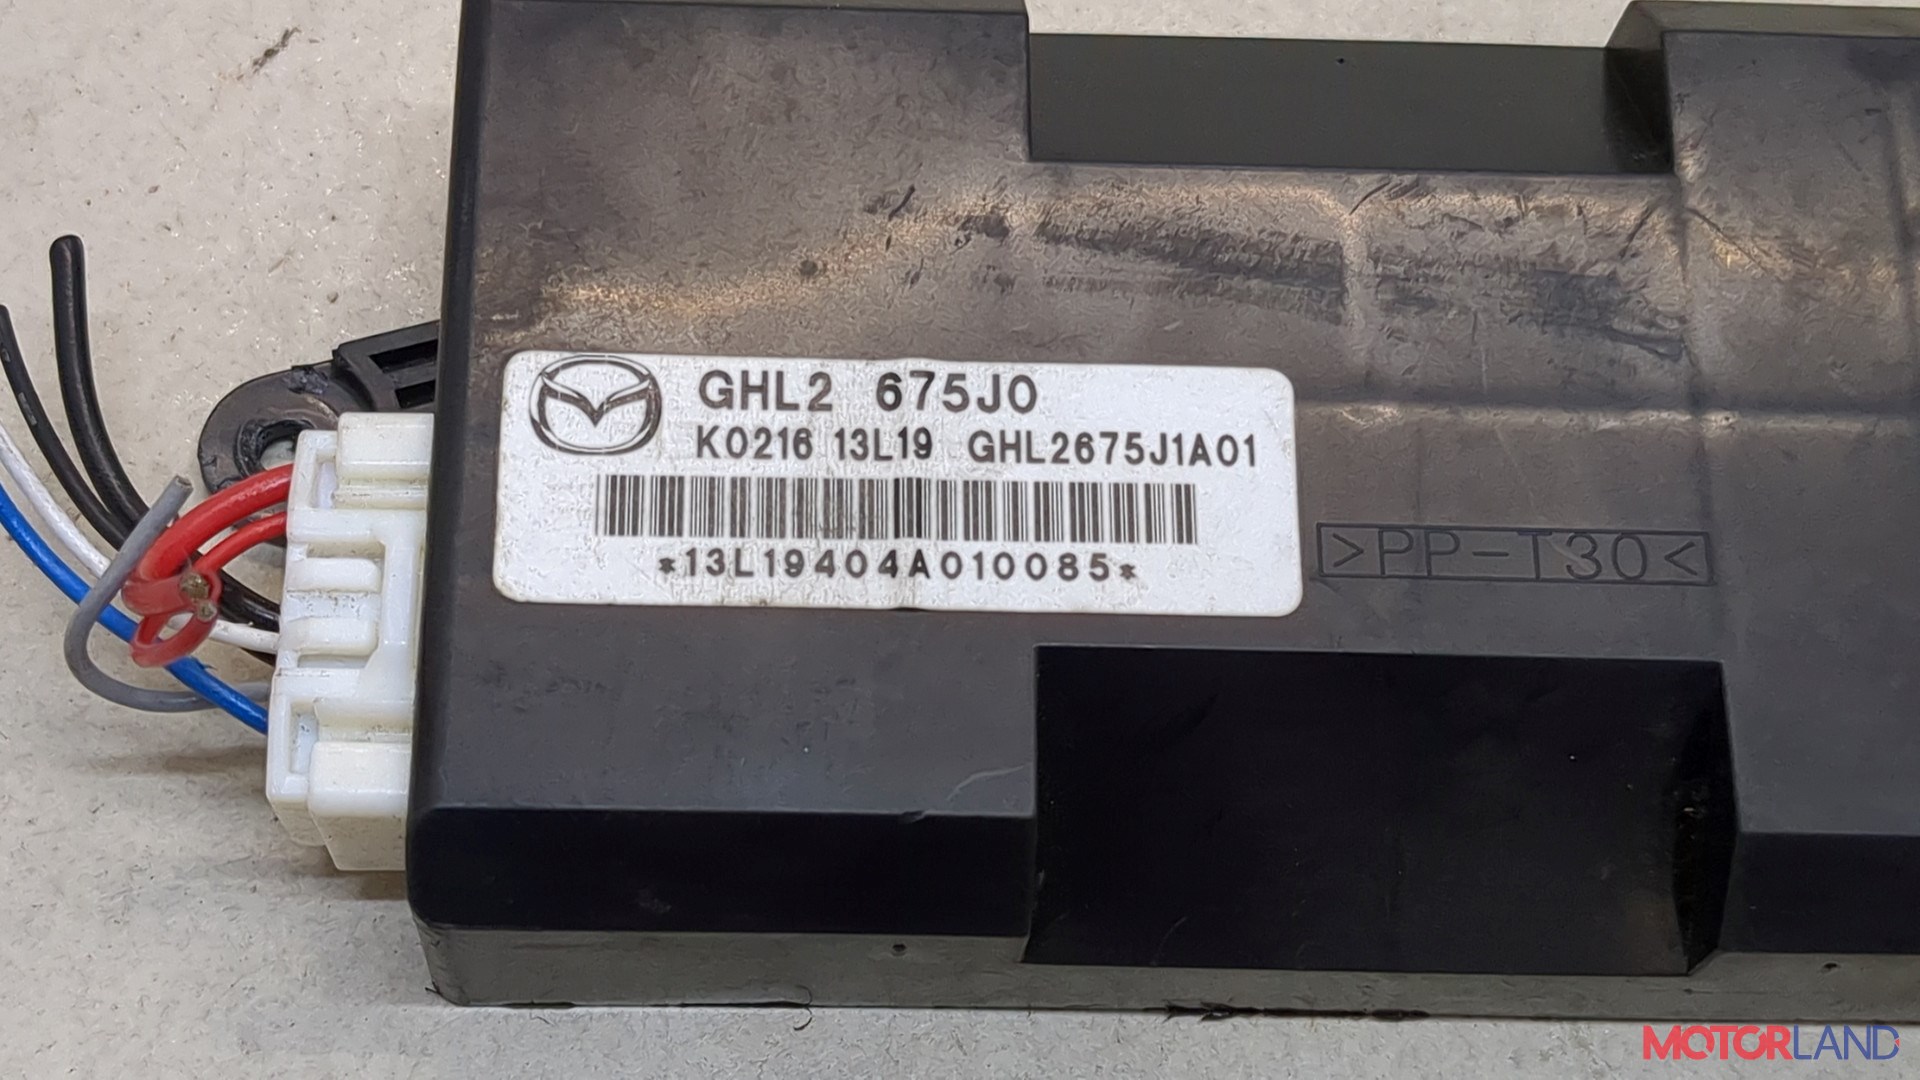 GHL2 675J0
K0216 13L19 GHL2675J1A01
*13L19404A010085*
>PP-T30<
MOTORLAND